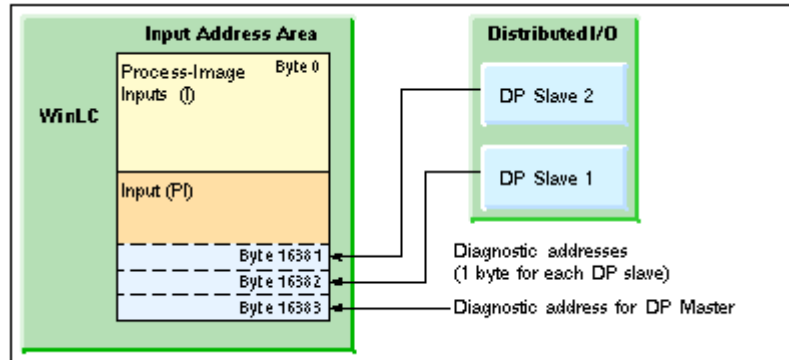 Input Address Area
Process-Image Byte 0
Inputs (I)
WinLC
Input (PI)
Byte 16381
Byte 16382
Byte 16383
Distributed I/O
DP Slave 2
DP Slave 1
Diagnostic addresses
(1 byte for each DP slave)
Diagnostic address for DP Master